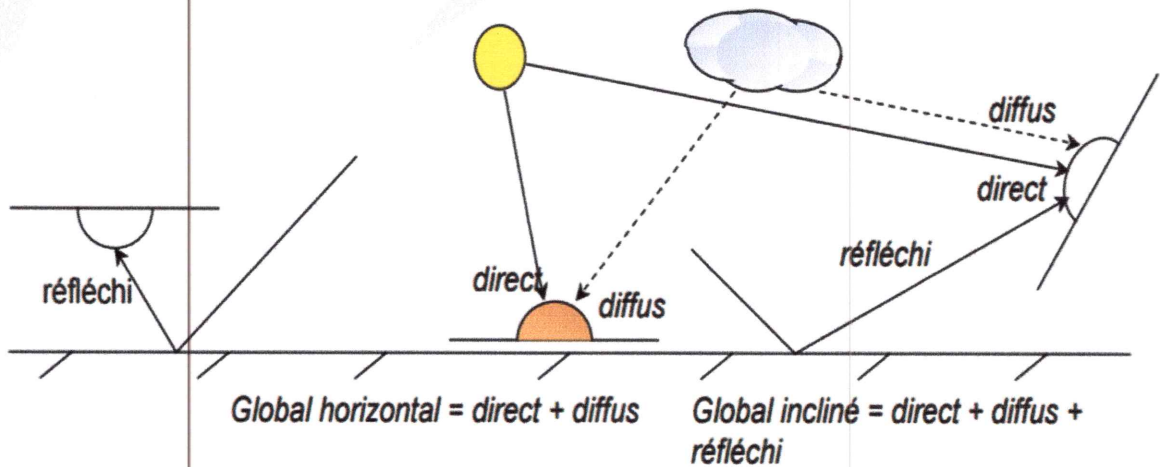 diffus
direct
réfléchi
réfléchi
direct
diffus
Global horizontal = direct + diffus
Global incliné = direct + diffus +
réfléchi